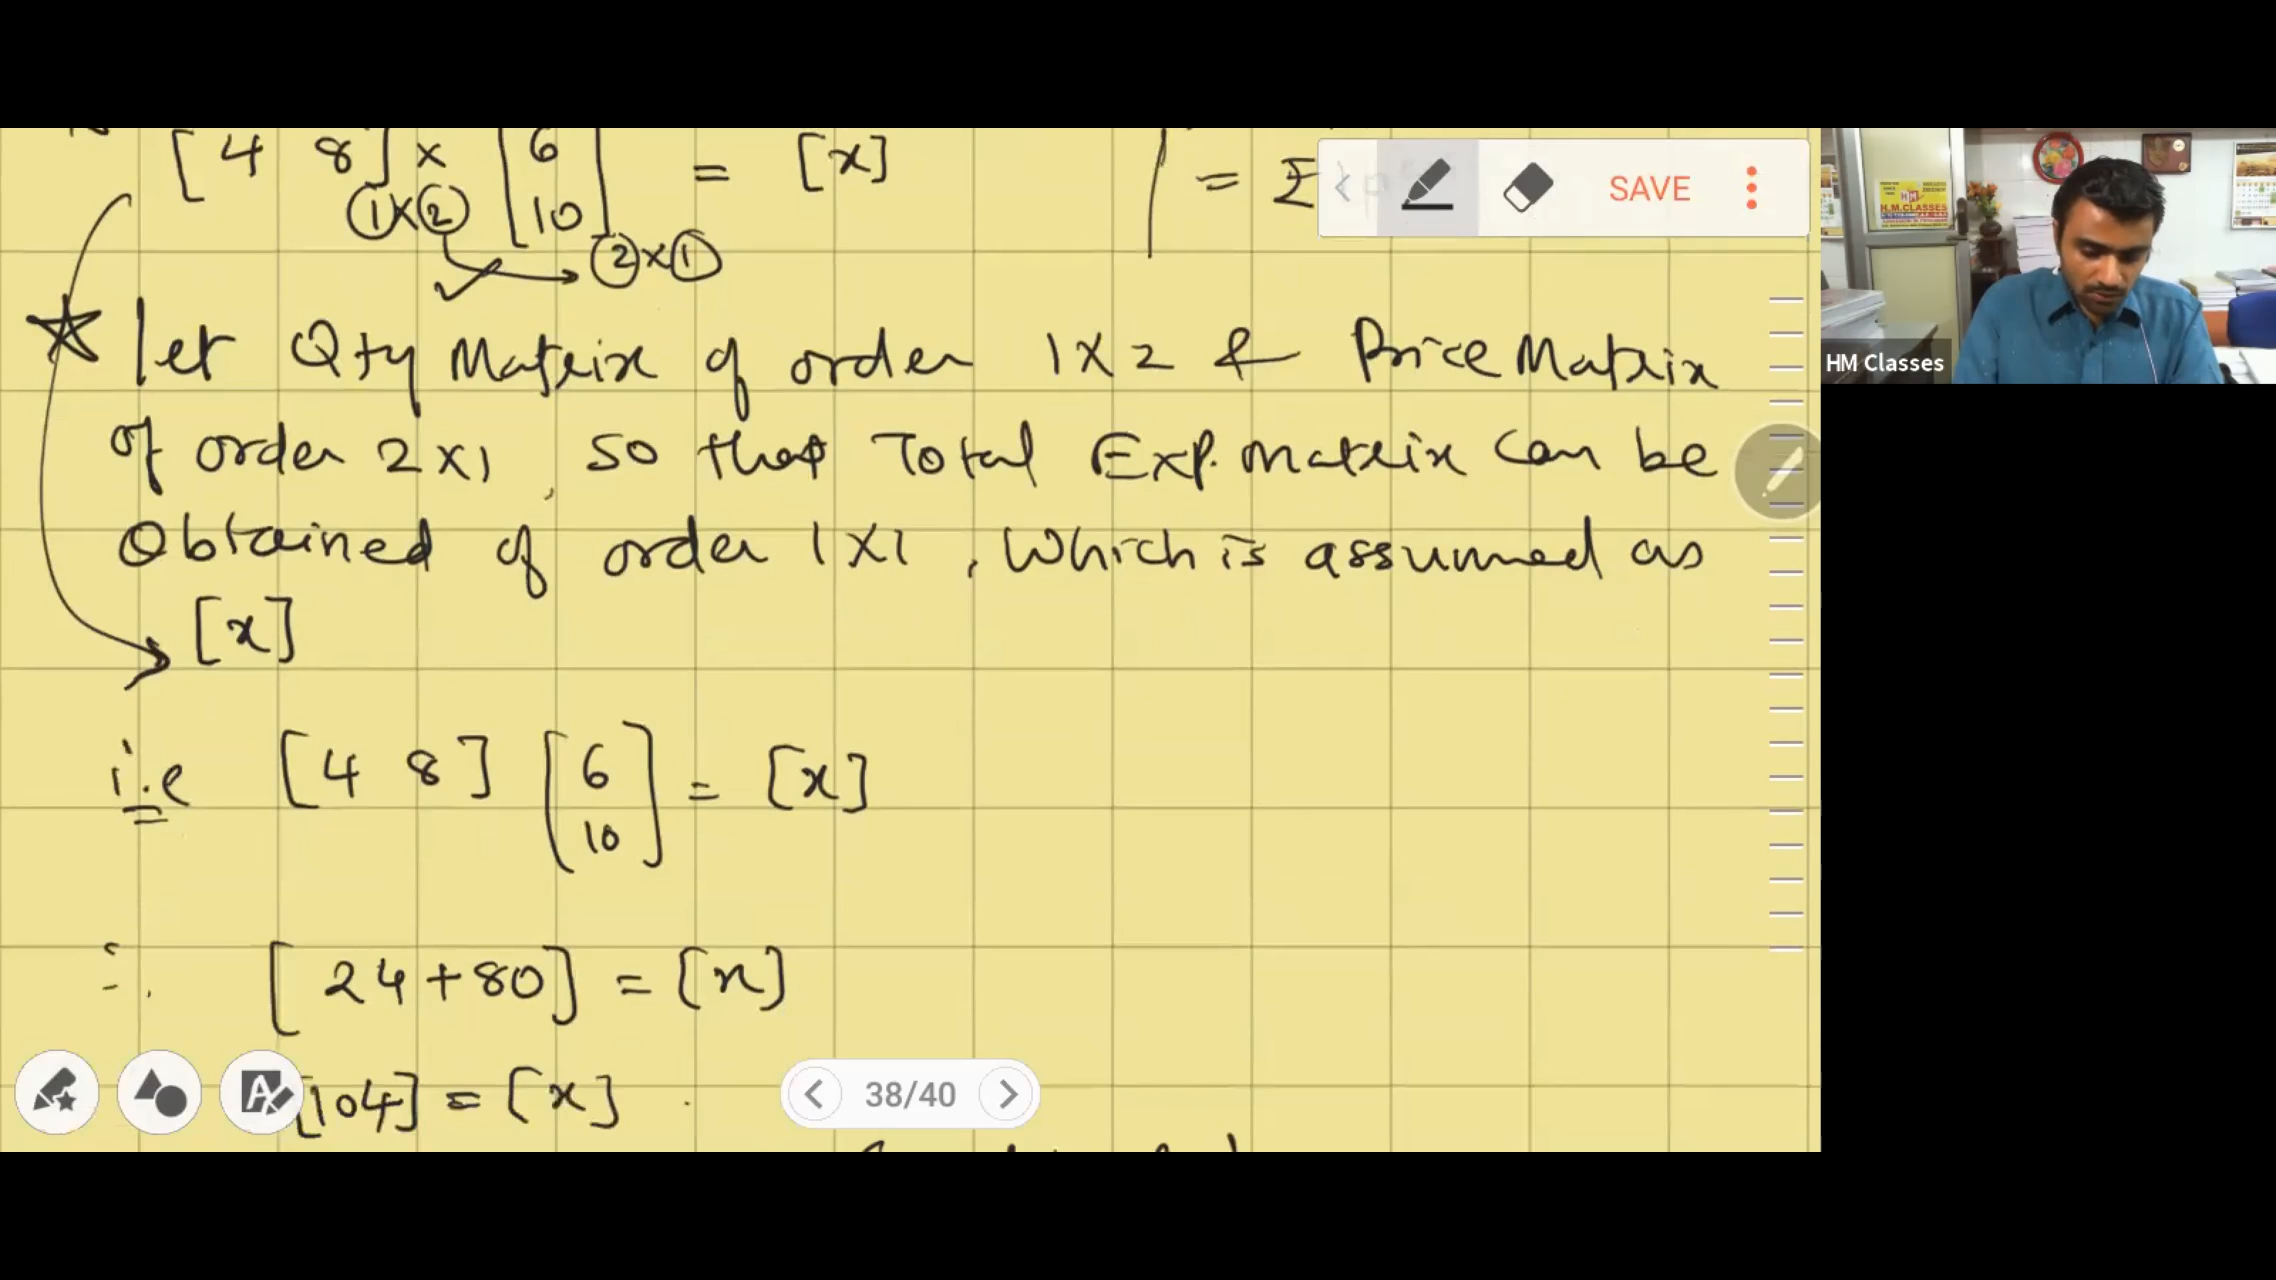 [4 8] × [6
10] = [x]
= Σ
1×2
2×1
SAVE
H.M.CLASSES
HM Classes
★ let Qty Matrix of order 1×2 & Price Matrix
of order 2×1, so that Total Exp. matrix can be
Obtained of order 1×1, Which is assumed as
[x]
i.e [4 8] [6
10] = [x]
∴ [24+80] = [x]
[104] = [x]
38/40